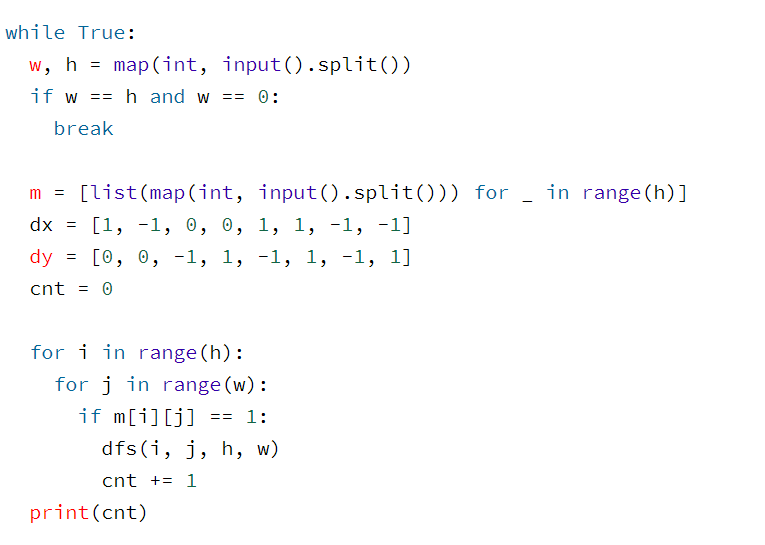 while True:
  w, h = map(int, input().split())
  if w == h and w == 0:
    break

  m = [list(map(int, input().split())) for _ in range(h)]
  dx = [1, -1, 0, 0, 1, 1, -1, -1]
  dy = [0, 0, -1, 1, -1, 1, -1, 1]
  cnt = 0

  for i in range(h):
    for j in range(w):
      if m[i][j] == 1:
        dfs(i, j, h, w)
        cnt += 1
  print(cnt)